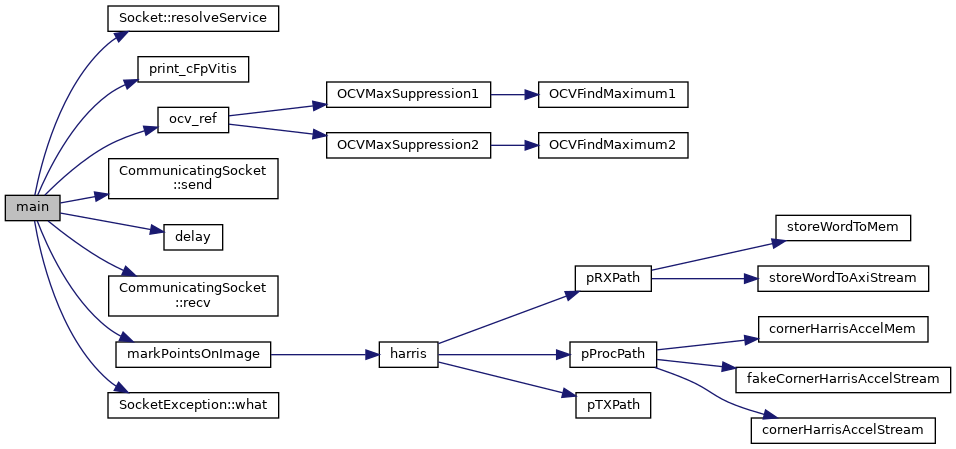 main
Socket::resolveService
print_cFpVitis
ocv_ref
OCVMaxSuppression1
OCVFindMaximum1
OCVMaxSuppression2
OCVFindMaximum2
CommunicatingSocket
::send
delay
CommunicatingSocket
::recv
markPointsOnImage
harris
pRXPath
storeWordToMem
storeWordToAxiStream
pProcPath
cornerHarrisAccelMem
fakeCornerHarrisAccelStream
cornerHarrisAccelStream
pTXPath
SocketException::what